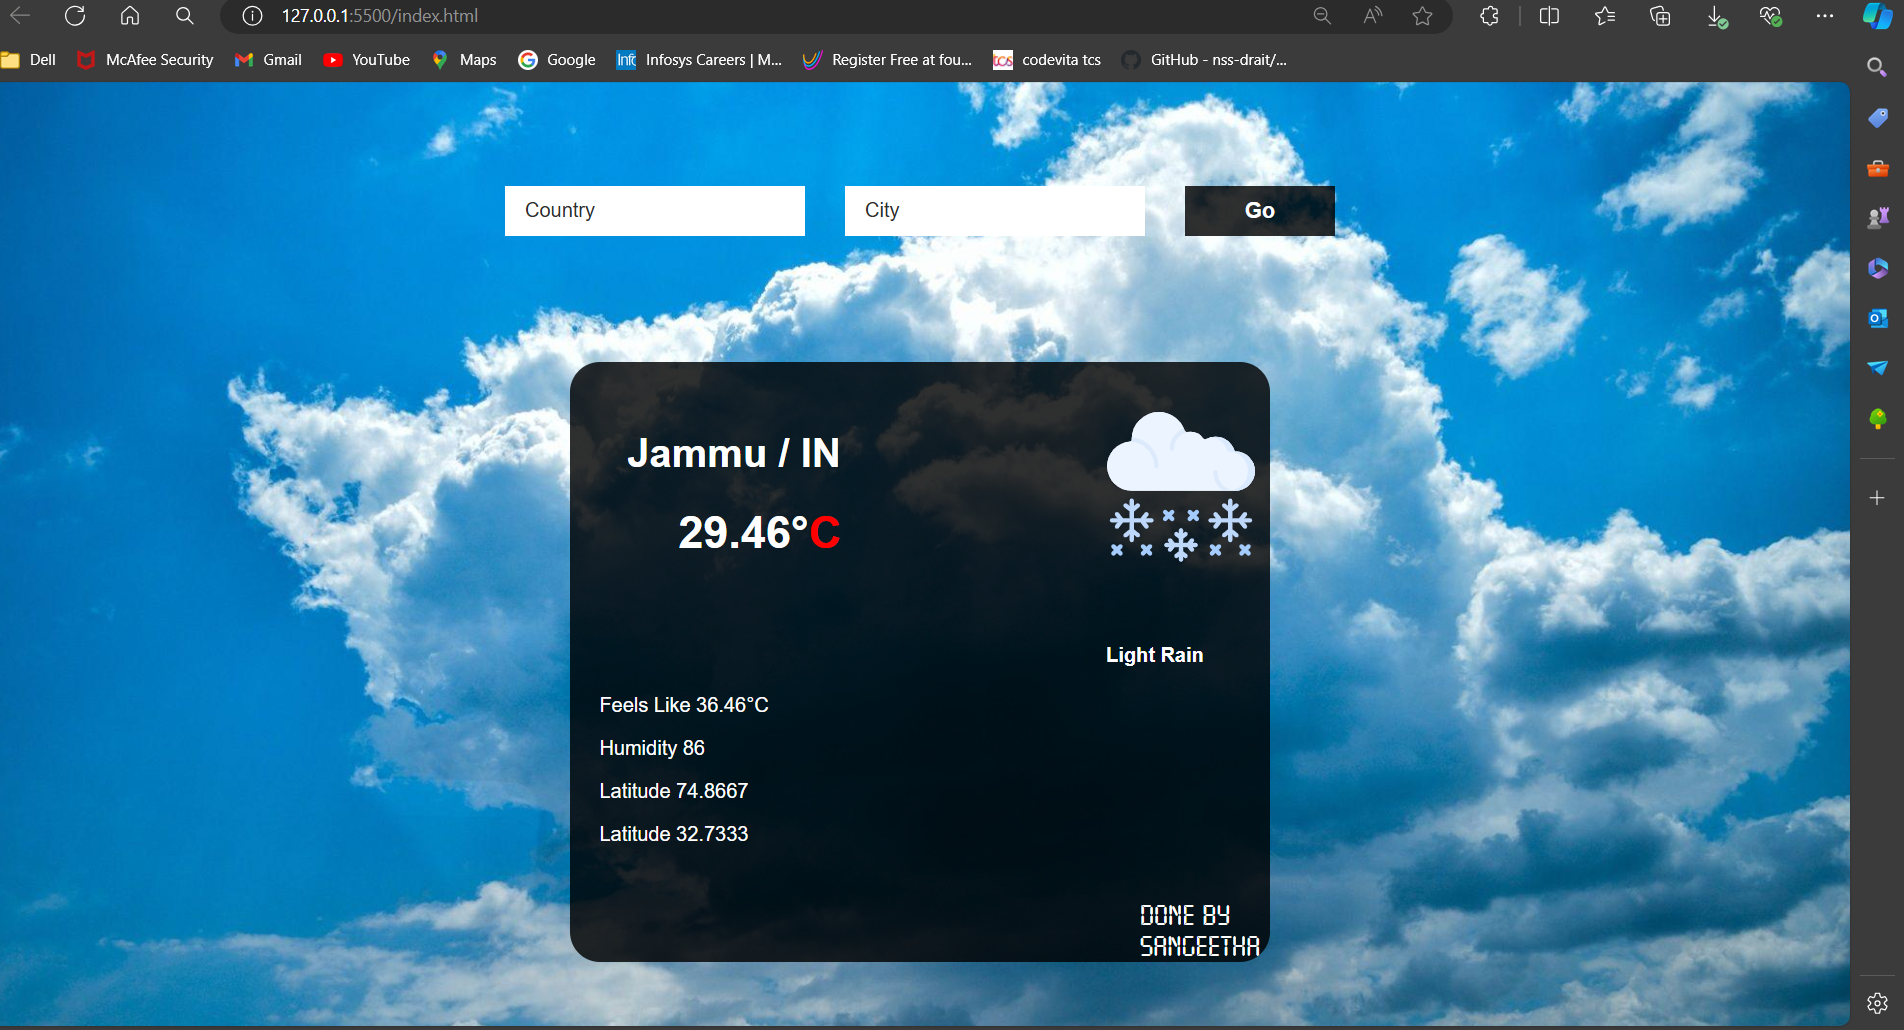 127.0.0.1:5500/index.html
Dell McAfee Security Gmail YouTube Maps Google Infosys Careers | M... Register Free at fou... codevita tcs GitHub - nss-drait/...
Country City Go
Jammu / IN
29.46°C
Light Rain
Feels Like 36.46°C
Humidity 86
Latitude 74.8667
Latitude 32.7333
DONE BY
SANGEETHA